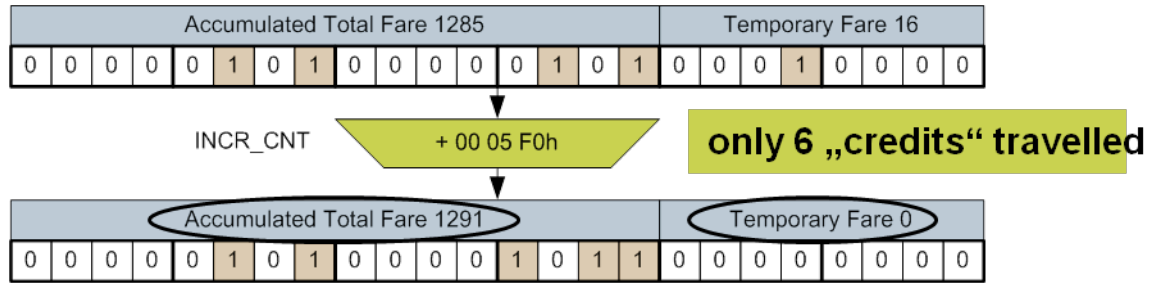 Accumulated Total Fare 1285 Temporary Fare 16
0 0 0 0 0 1 0 1 0 0 0 0 0 1 0 1 0 0 0 1 0 0 0 0
INCR_CNT + 00 05 F0h only 6 „credits“ travelled
Accumulated Total Fare 1291 Temporary Fare 0
0 0 0 0 0 1 0 1 0 0 0 0 1 0 1 1 0 0 0 0 0 0 0 0